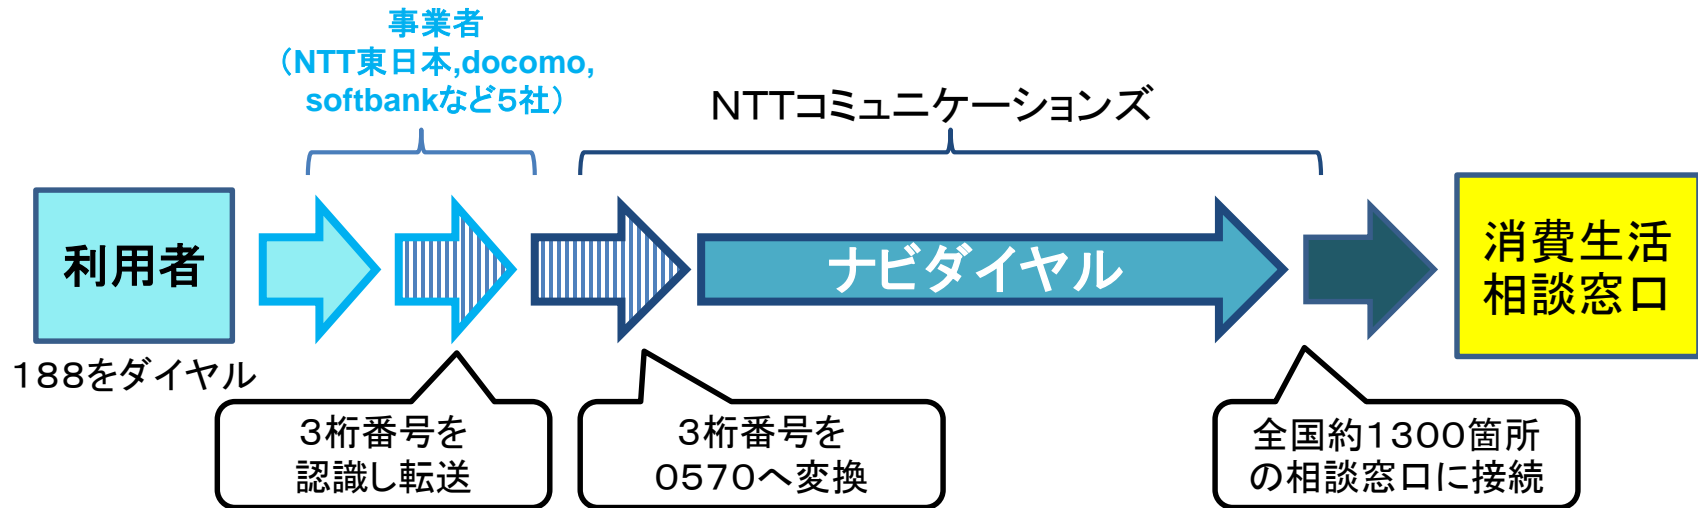 事業者
（NTT東日本,docomo,
softbankなど５社）
ＮＴＴコミュニケーションズ
利用者
ナビダイヤル
消費生活
相談窓口
１８８をダイヤル
３桁番号を
認識し転送
３桁番号を
０５７０へ変換
全国約１３００箇所
の相談窓口に接続